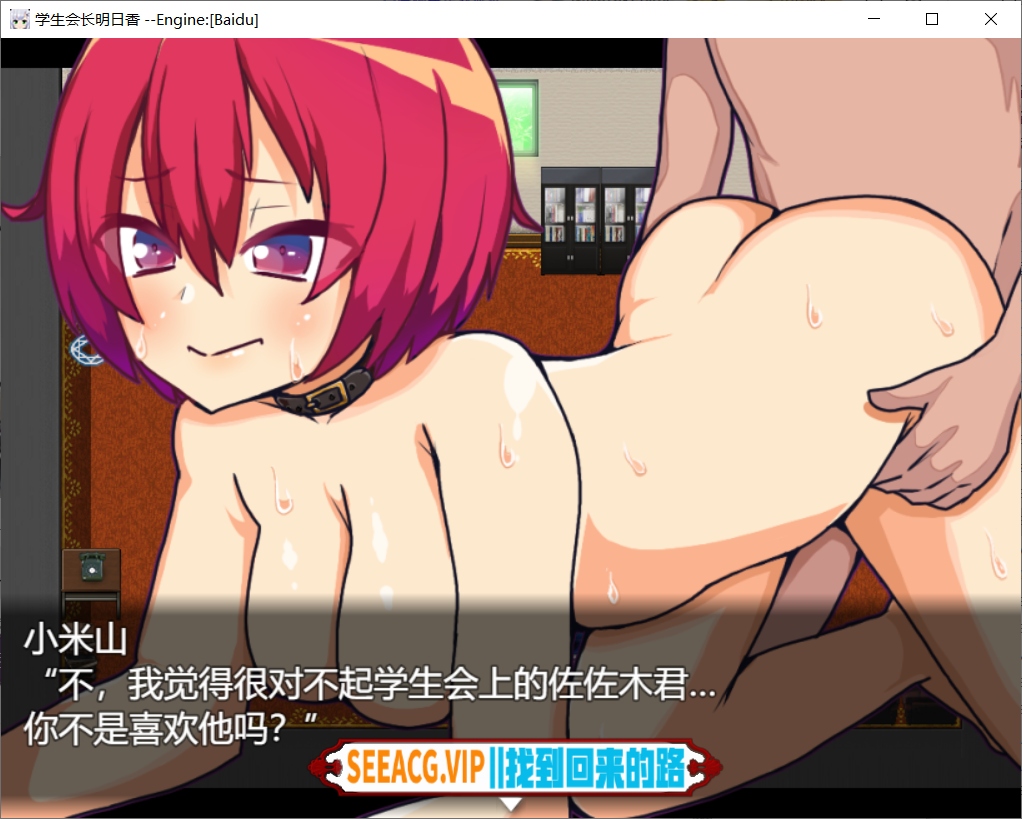 学生会长明日香 --Engine:[Baidu]
小米山
“不，我觉得很对不起学生会上的佐佐木君...
你不是喜欢他吗？”
SEEACG.VIP||找到回来的路